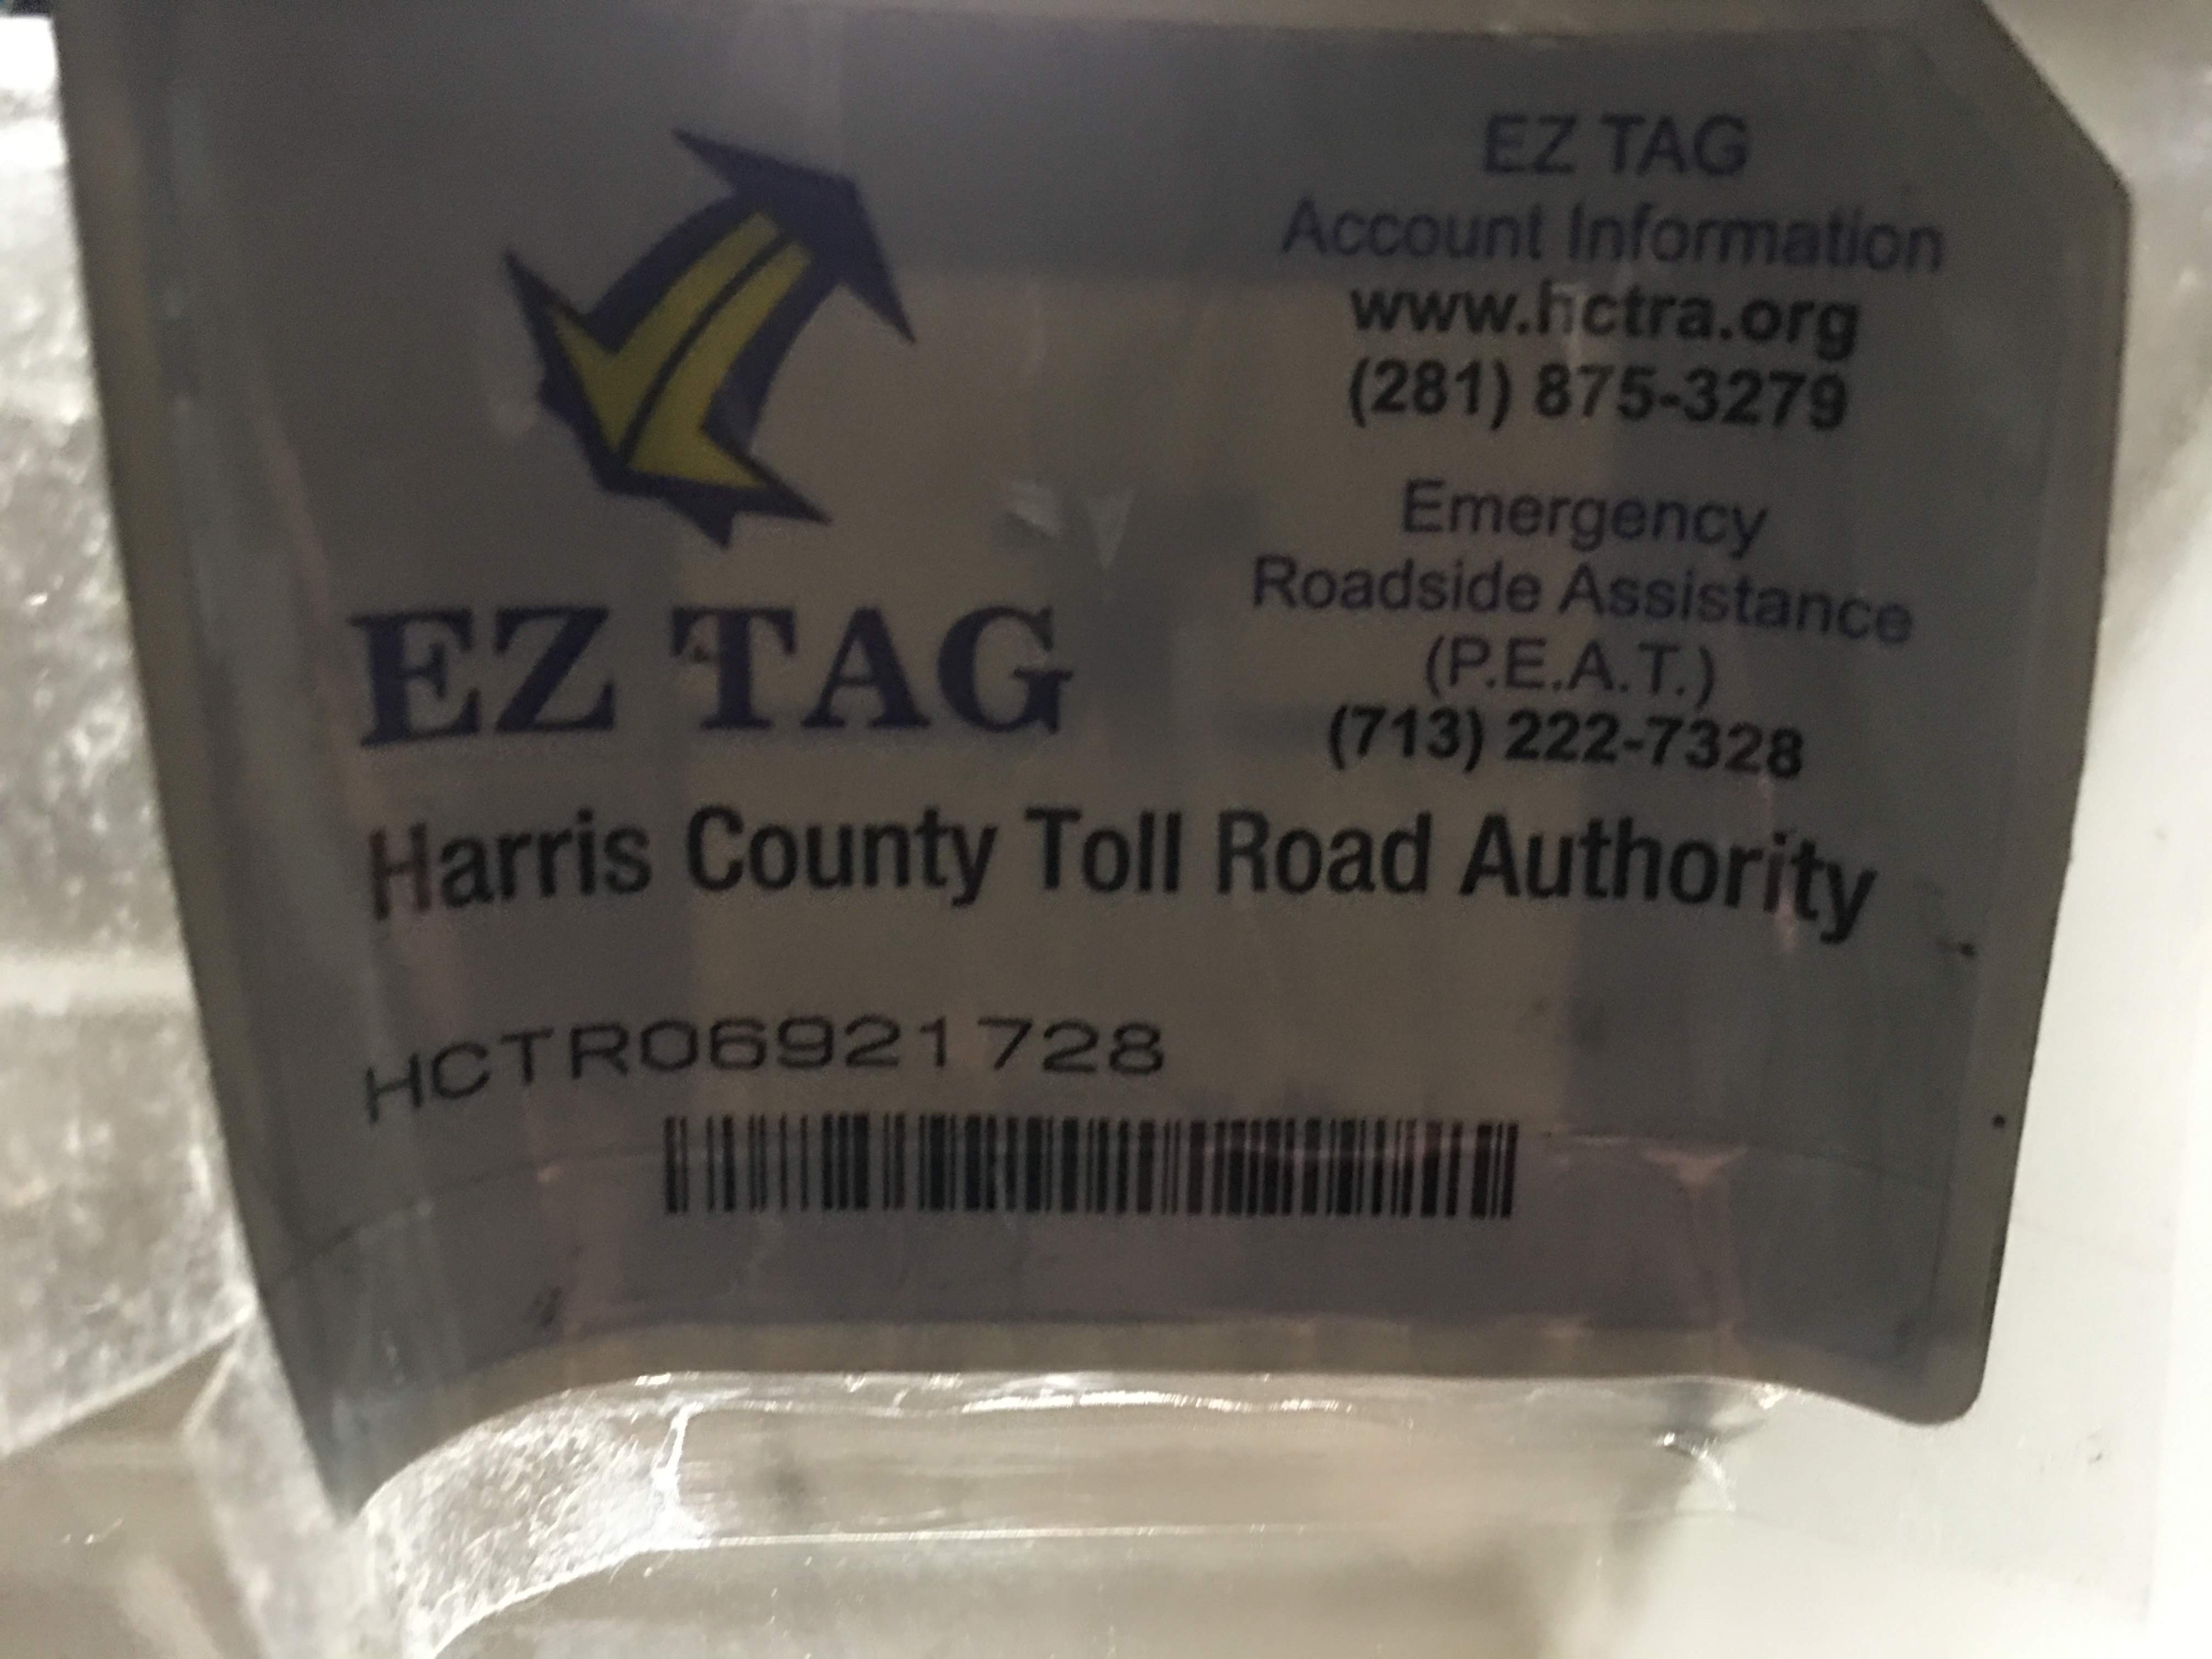 EZ TAG
Account Information
www.hctra.org
(281) 875-3279
Emergency
Roadside Assistance
(P.E.A.T.)
(713) 222-7328
EZ TAG
Harris County Toll Road Authority
HCTR06921728